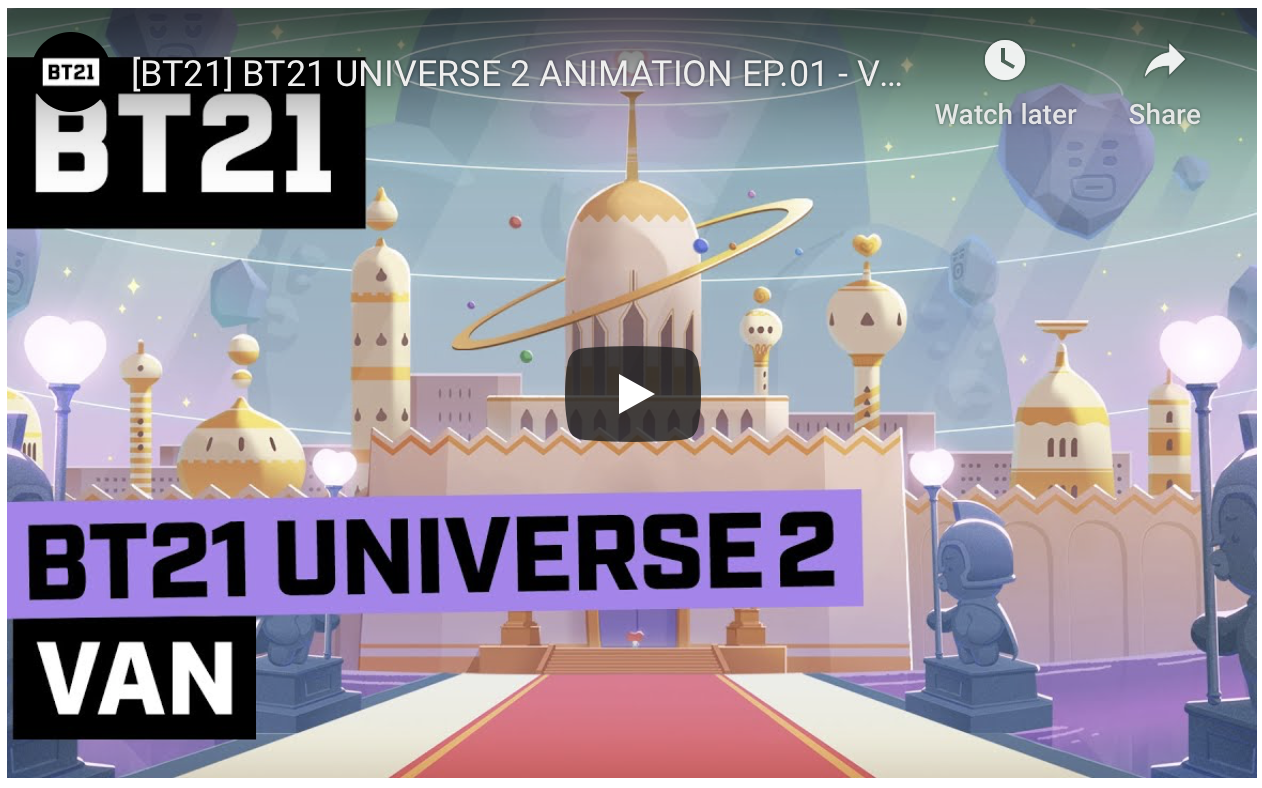 BT21
[BT21] BT21 UNIVERSE 2 ANIMATION EP.01 - V...
Watch later
Share
BT21
BT21 UNIVERSE 2
VAN